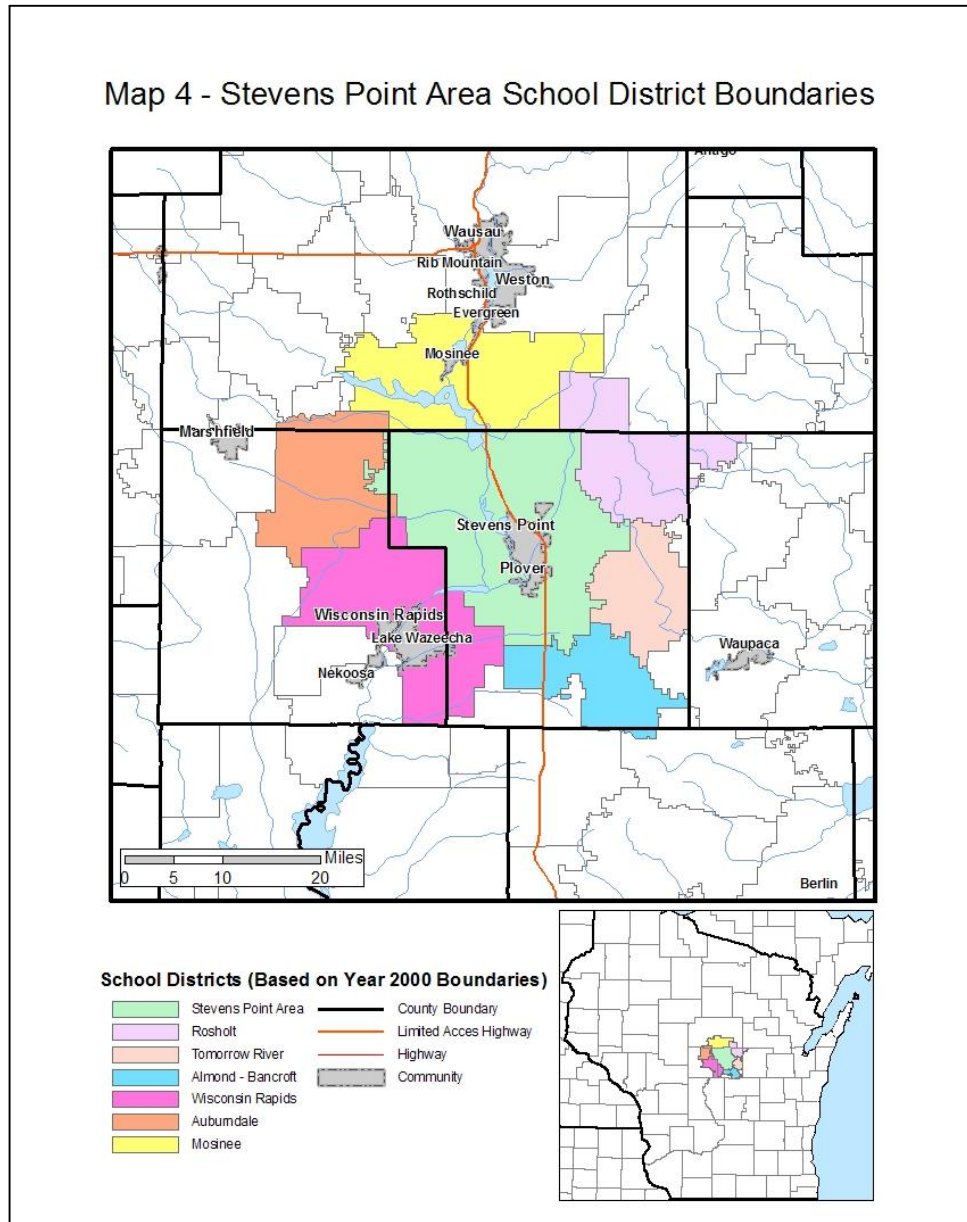 Map 4 - Stevens Point Area School District Boundaries
Antigo
Wausau
Rib Mountain
Weston
Rothschild
Evergreen
Mosinee
Marshfield
Stevens Point
Plover
Wisconsin Rapids
Lake Wazeecha
Waupaca
Nekoosa
Miles
0 5 10 20
Berlin
School Districts (Based on Year 2000 Boundaries)
Stevens Point Area
Rosholt
Tomorrow River
Almond - Bancroft
Wisconsin Rapids
Auburndale
Mosinee
County Boundary
Limited Acces Highway
Highway
Community